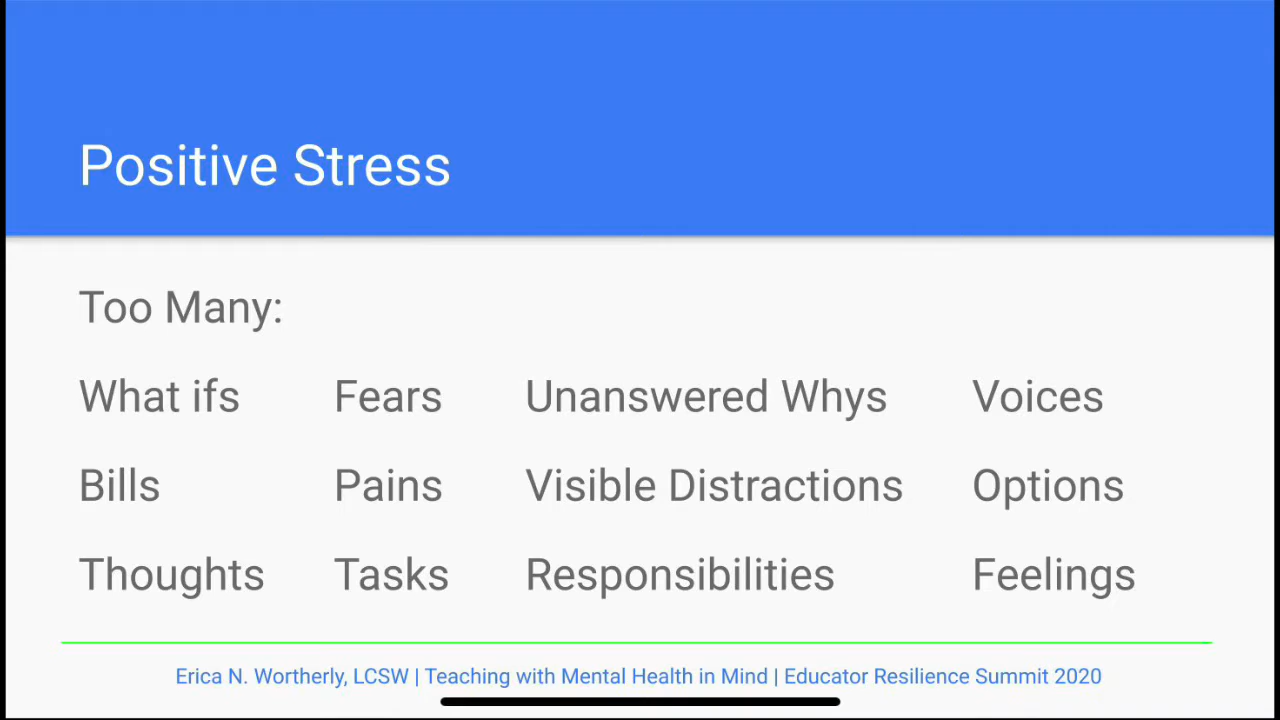 Positive Stress
Too Many:
What ifs Fears Unanswered Whys Voices
Bills Pains Visible Distractions Options
Thoughts Tasks Responsibilities Feelings
Erica N. Wortherly, LCSW | Teaching with Mental Health in Mind | Educator Resilience Summit 2020